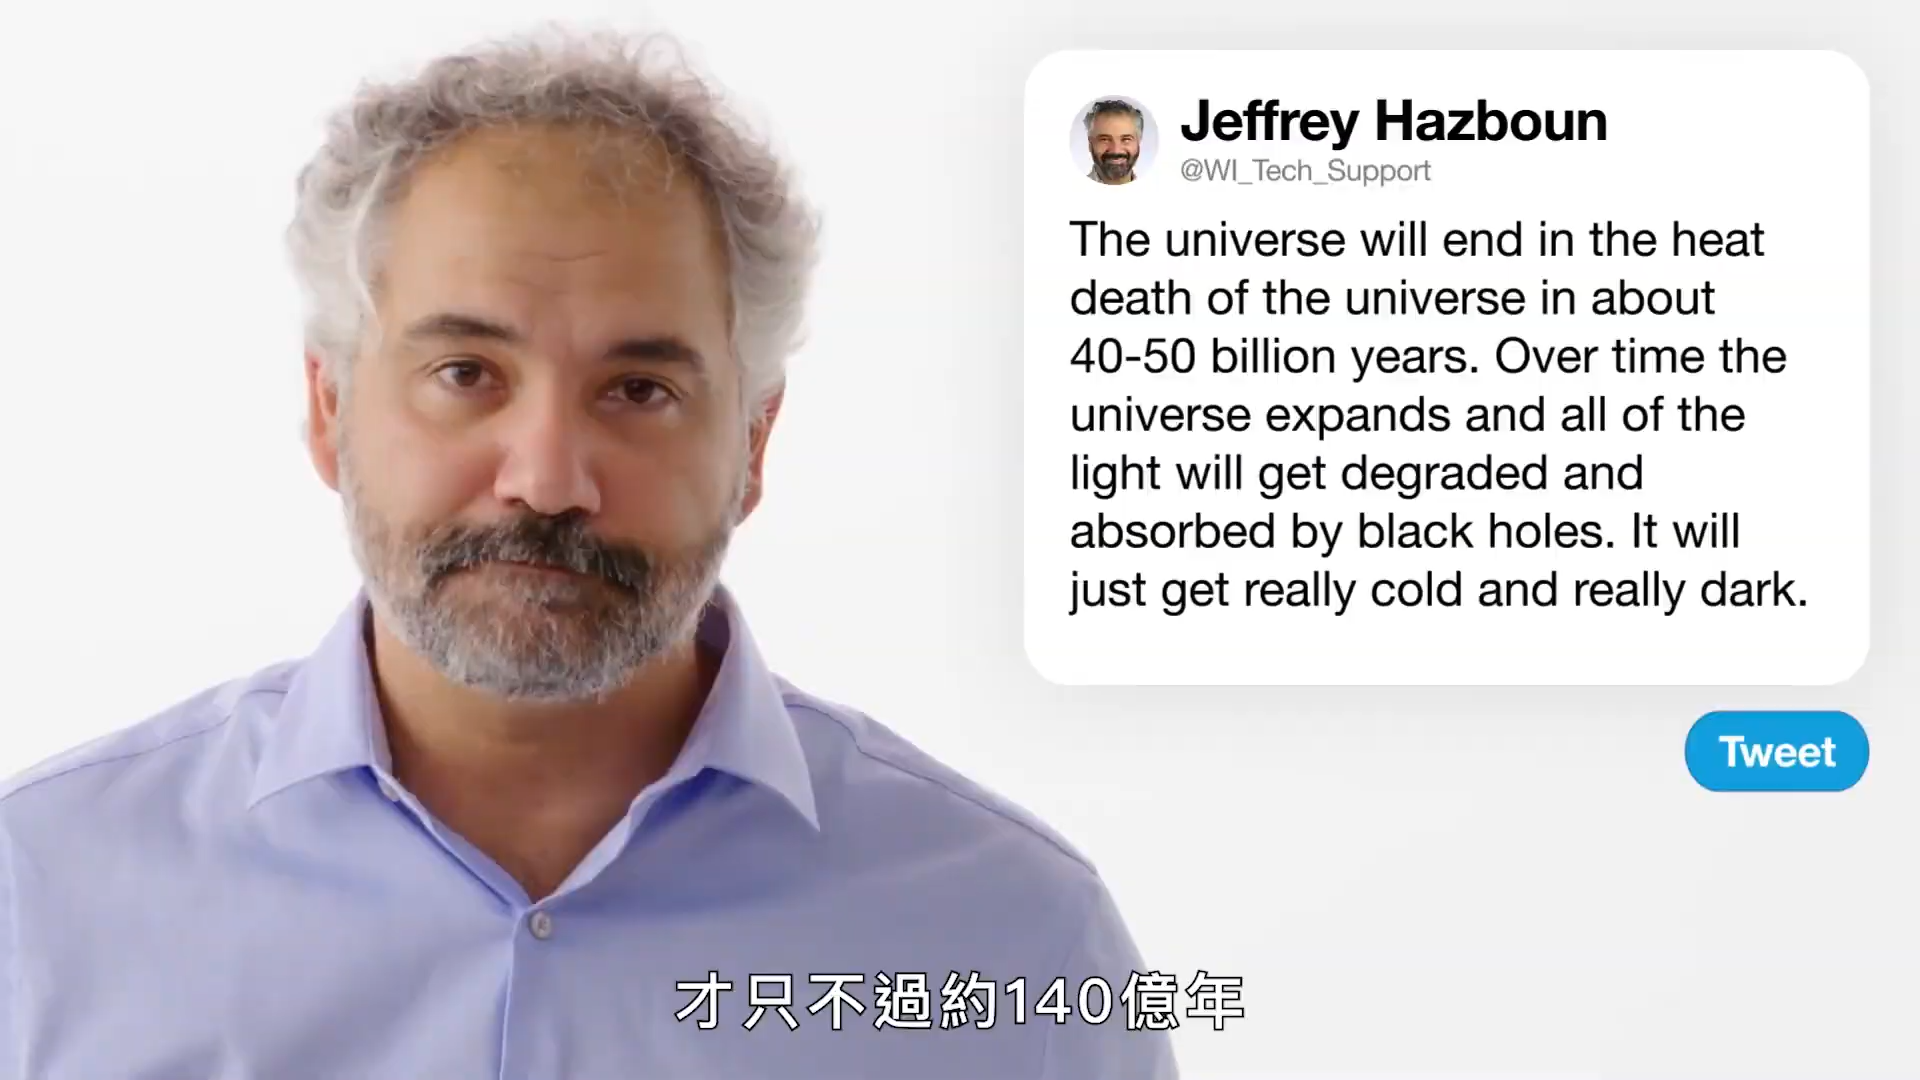 Jeffrey Hazboun
@WI_Tech_Support
The universe will end in the heat
death of the universe in about
40-50 billion years. Over time the
universe expands and all of the
light will get degraded and
absorbed by black holes. It will
just get really cold and really dark.
Tweet
才只不過約140億年